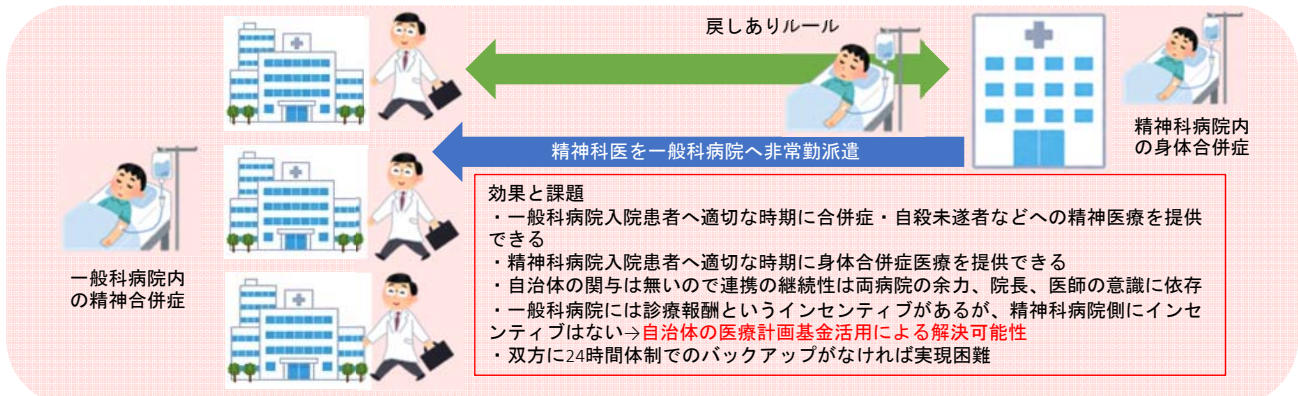 戻しありルール
精神科医を一般科病院へ非常勤派遣
精神科病院内
の身体合併症
一般科病院内
の精神合併症
効果と課題
・一般科病院入院患者へ適切な時期に合併症・自殺未遂者などへの精神医療を提供
できる
・精神科病院入院患者へ適切な時期に身体合併症医療を提供できる
・自治体の関与は無いので連携の継続性は両病院の余力、院長、医師の意識に依存
・一般科病院には診療報酬というインセンティブがあるが、精神科病院側にインセ
ンティブはない→自治体の医療計画基金活用による解決可能性
・双方に24時間体制でのバックアップがなければ実現困難